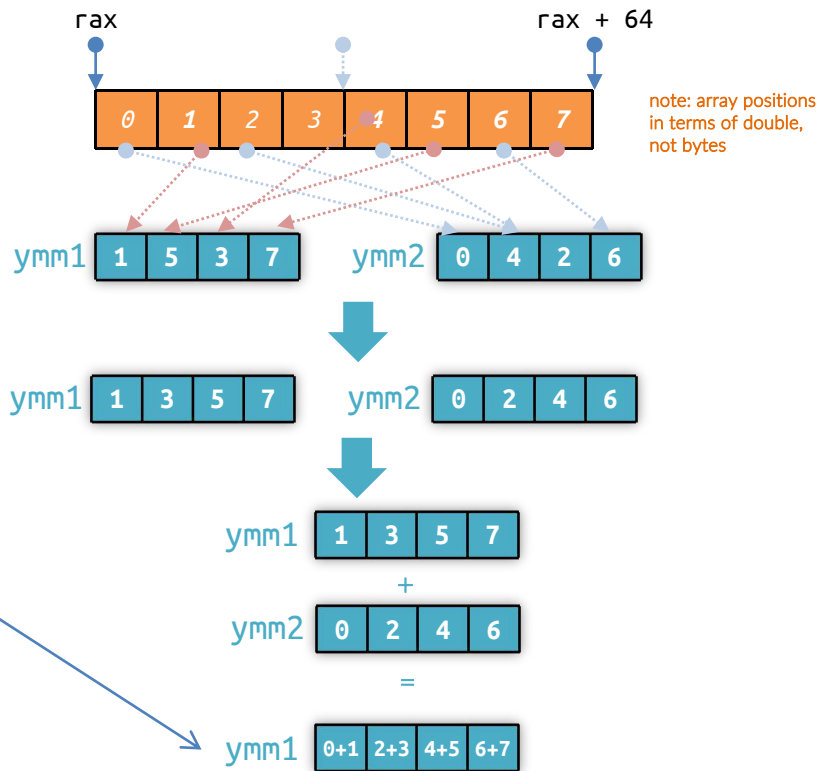 rax rax + 64
0 1 2 3 4 5 6 7
note: array positions
in terms of double,
not bytes
ymm1 1 5 3 7 ymm2 0 4 2 6
ymm1 1 3 5 7 ymm2 0 2 4 6
ymm1 1 3 5 7
+
ymm2 0 2 4 6
=
ymm1 0+1 2+3 4+5 6+7